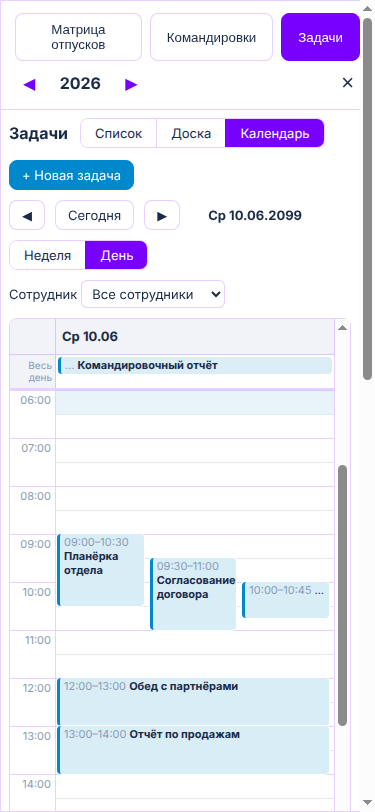 Матрица
отпусков
Командировки
Задачи
◀ 2026 ▶ ×
Задачи
Список
Доска
Календарь
+ Новая задача
◀ Сегодня ▶ Ср 10.06.2099
Неделя
День
Сотрудник Все сотрудники
Ср 10.06
Весь
день
... Командировочный отчёт
06:00
07:00
08:00
09:00
09:00–10:30
Планёрка
отдела
09:30–11:00
Согласование
договора
10:00
10:00–10:45 ...
11:00
12:00
12:00–13:00 Обед с партнёрами
13:00
13:00–14:00 Отчёт по продажам
14:00